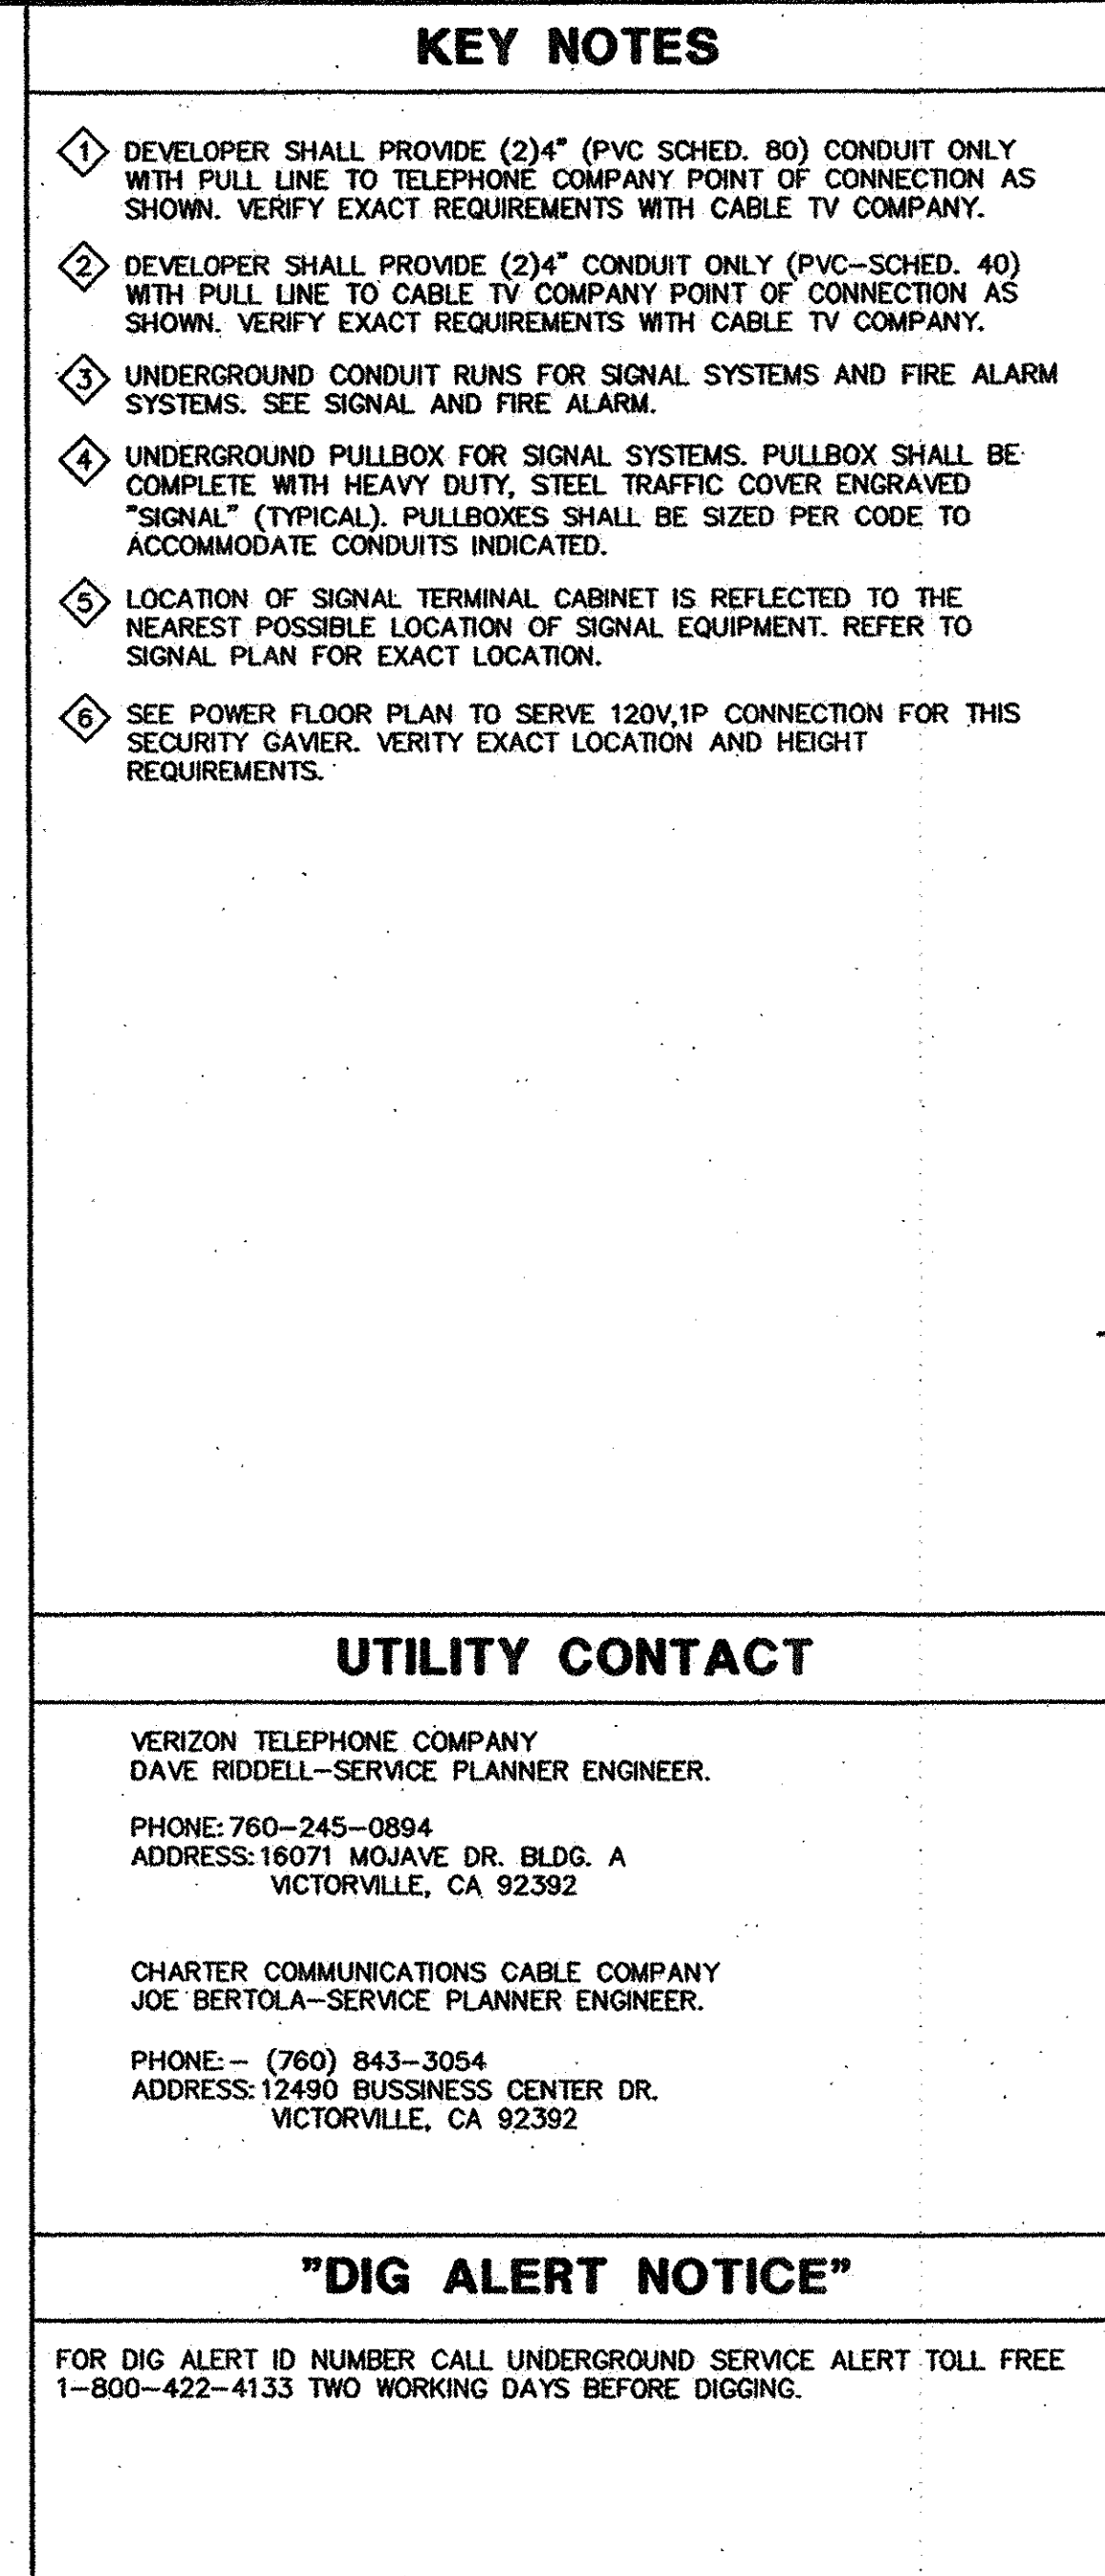 KEY NOTES
1 DEVELOPER SHALL PROVIDE (2)4" (PVC SCHED. 80) CONDUIT ONLY
WITH PULL LINE TO TELEPHONE COMPANY POINT OF CONNECTION AS
SHOWN. VERIFY EXACT REQUIREMENTS WITH CABLE TV COMPANY.
2 DEVELOPER SHALL PROVIDE (2)4" CONDUIT ONLY (PVC-SCHED. 40)
WITH PULL LINE TO CABLE TV COMPANY POINT OF CONNECTION AS
SHOWN. VERIFY EXACT REQUIREMENTS WITH CABLE TV COMPANY.
3 UNDERGROUND CONDUIT RUNS FOR SIGNAL SYSTEMS AND FIRE ALARM
SYSTEMS. SEE SIGNAL AND FIRE ALARM.
4 UNDERGROUND PULLBOX FOR SIGNAL SYSTEMS. PULLBOX SHALL BE
COMPLETE WITH HEAVY DUTY, STEEL TRAFFIC COVER ENGRAVED
"SIGNAL" (TYPICAL). PULLBOXES SHALL BE SIZED PER CODE TO
ACCOMMODATE CONDUITS INDICATED.
5 LOCATION OF SIGNAL TERMINAL CABINET IS REFLECTED TO THE
NEAREST POSSIBLE LOCATION OF SIGNAL EQUIPMENT. REFER TO
SIGNAL PLAN FOR EXACT LOCATION.
6 SEE POWER FLOOR PLAN TO SERVE 120V,1P CONNECTION FOR THIS
SECURITY GAVIER. VERITY EXACT LOCATION AND HEIGHT
REQUIREMENTS.
UTILITY CONTACT
VERIZON TELEPHONE COMPANY
DAVE RIDDELL-SERVICE PLANNER ENGINEER.
PHONE: 760-245-0894
ADDRESS: 16071 MOJAVE DR. BLDG. A
VICTORVILLE, CA 92392
CHARTER COMMUNICATIONS CABLE COMPANY
JOE BERTOLA-SERVICE PLANNER ENGINEER.
PHONE:- (760) 843-3054
ADDRESS: 12490 BUSSINESS CENTER DR.
VICTORVILLE, CA 92392
"DIG ALERT NOTICE"
FOR DIG ALERT ID NUMBER CALL UNDERGROUND SERVICE ALERT TOLL FREE
1-800-422-4133 TWO WORKING DAYS BEFORE DIGGING.